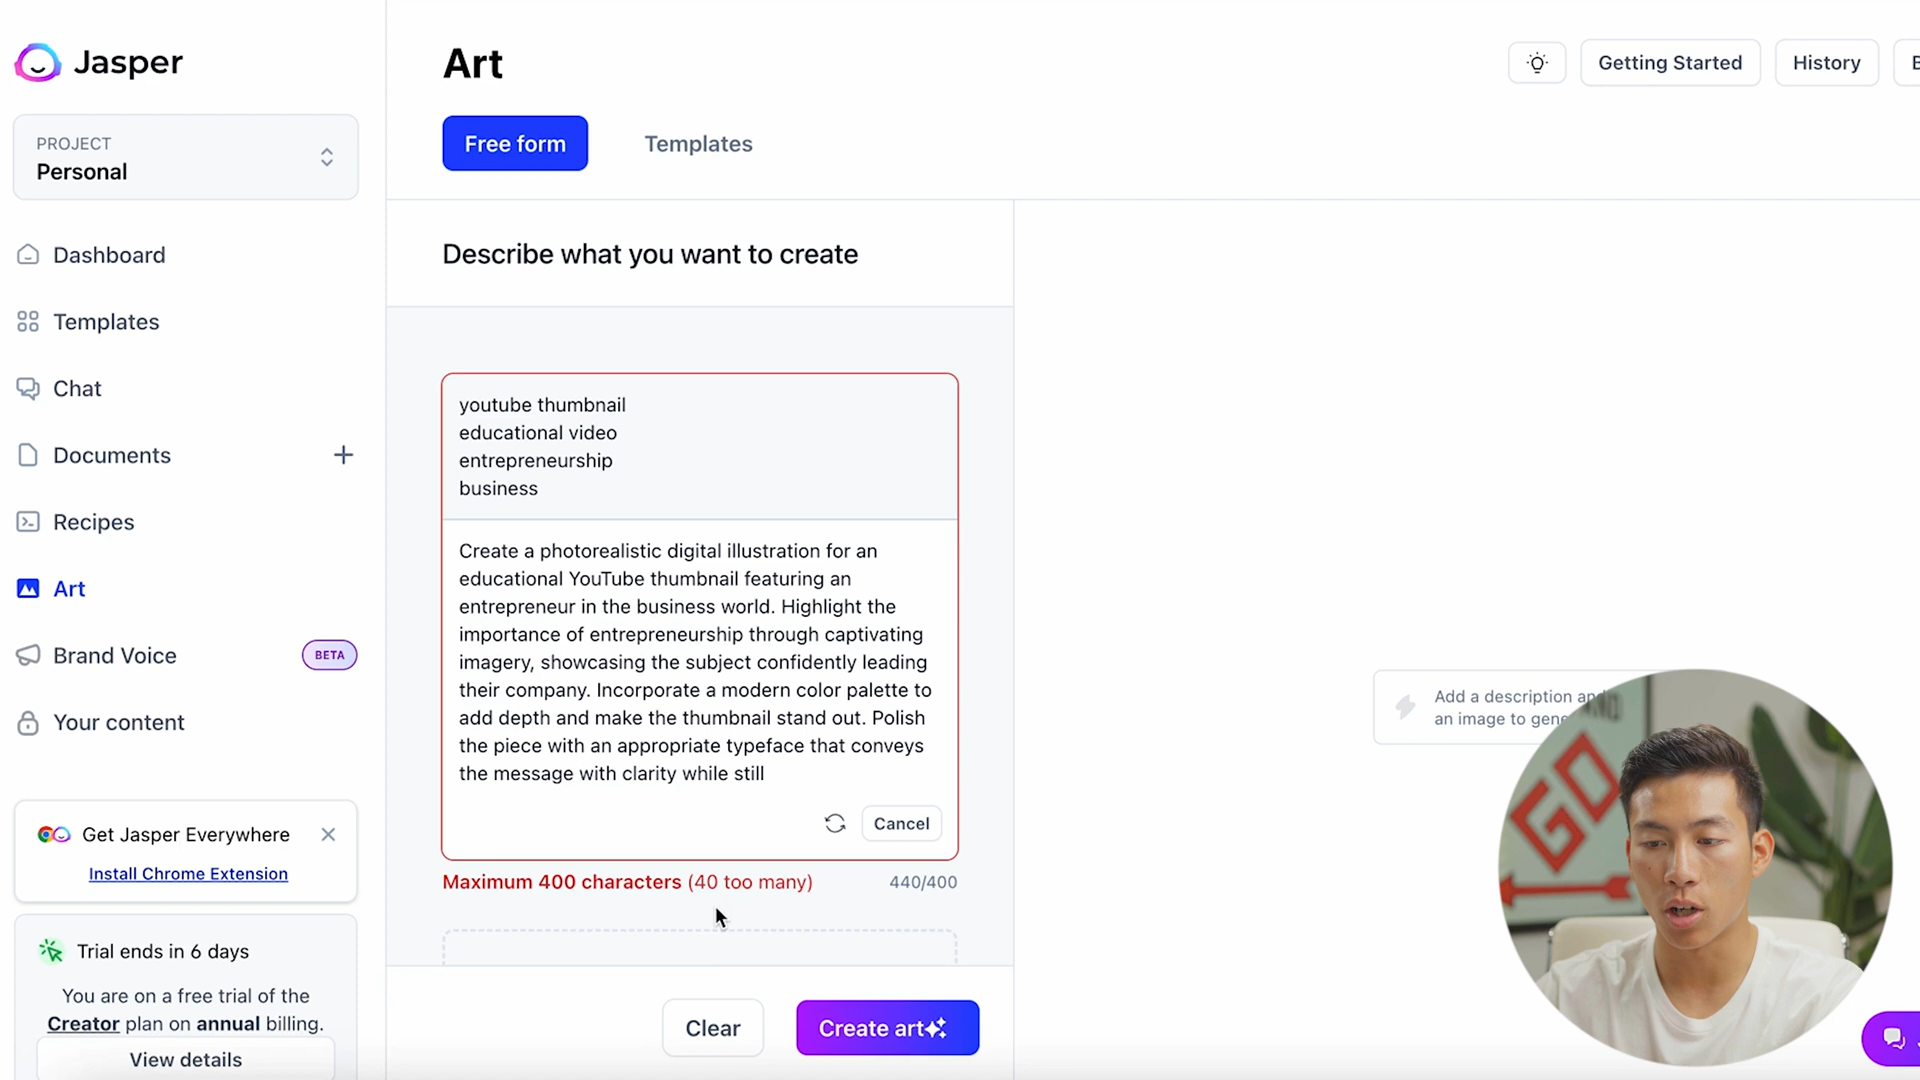 Jasper
PROJECT
Personal
Dashboard
Templates
Chat
Documents
Recipes
Art
Brand Voice
BETA
Your content
Get Jasper Everywhere
Install Chrome Extension
Trial ends in 6 days
You are on a free trial of the
Creator plan on annual billing.
View details
Art
Getting Started
History
Free form
Templates
Describe what you want to create
youtube thumbnail
educational video
entrepreneurship
business
Create a photorealistic digital illustration for an
educational YouTube thumbnail featuring an
entrepreneur in the business world. Highlight the
importance of entrepreneurship through captivating
imagery, showcasing the subject confidently leading
their company. Incorporate a modern color palette to
add depth and make the thumbnail stand out. Polish
the piece with an appropriate typeface that conveys
the message with clarity while still
Cancel
Maximum 400 characters (40 too many)
440/400
Clear
Create art
Add a description
an image to
GO